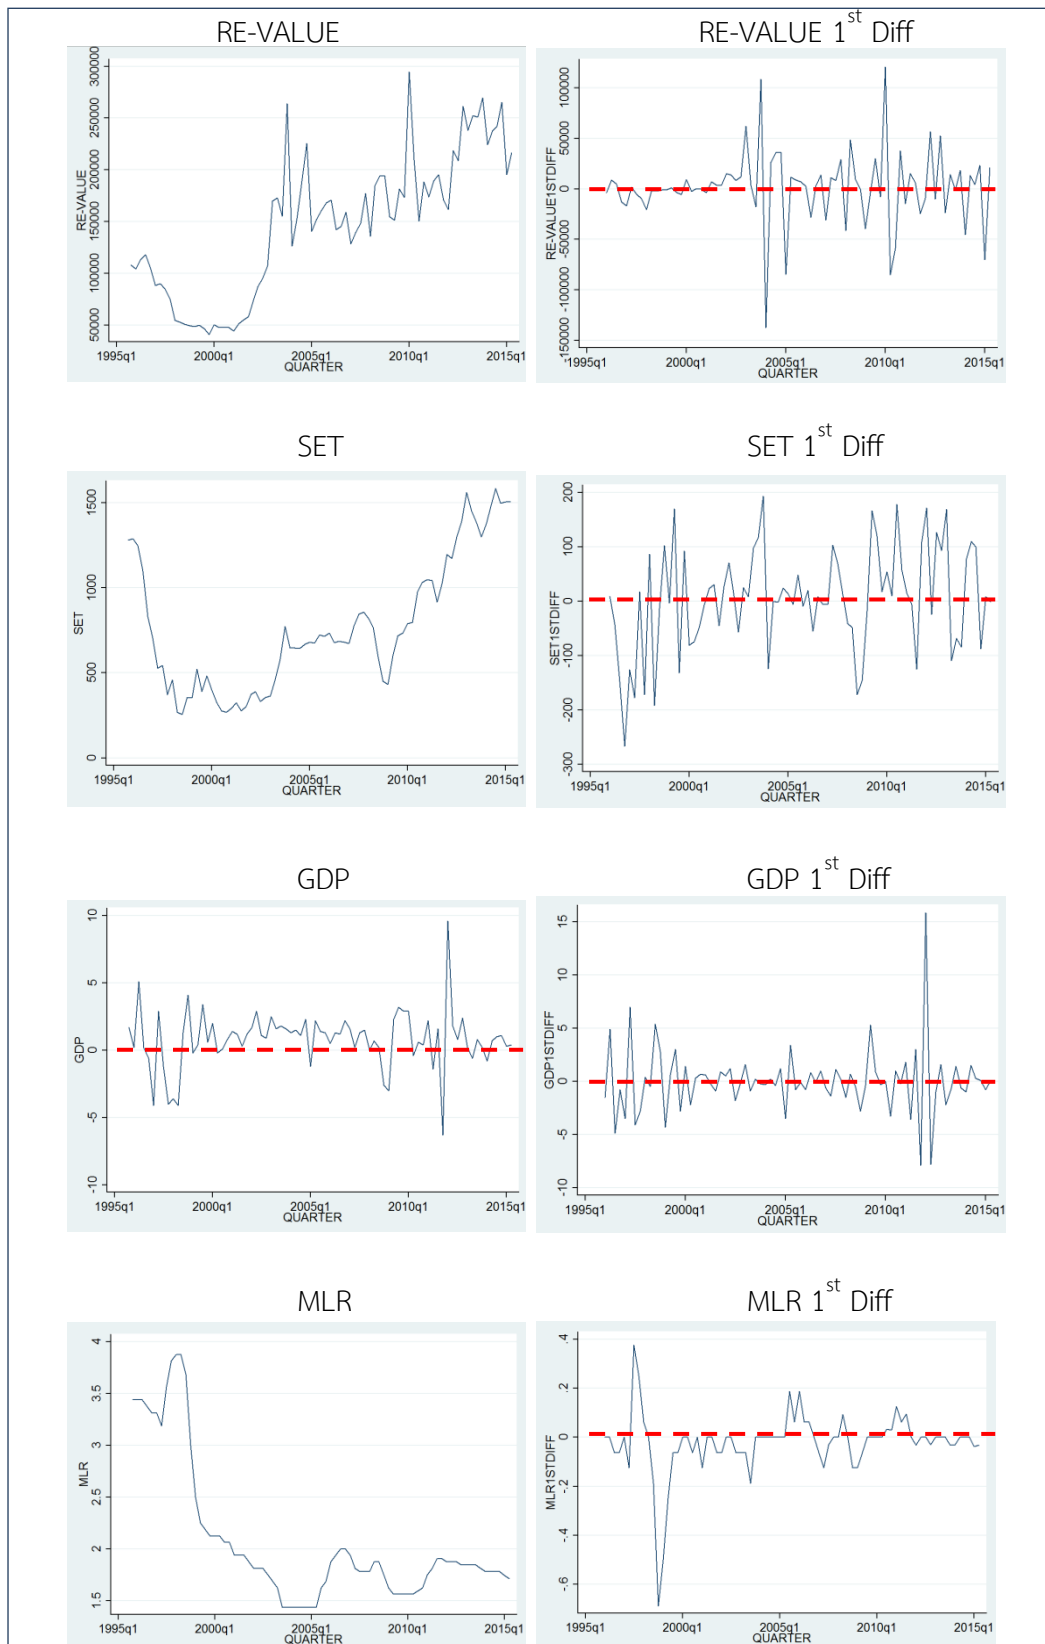 RE-VALUE
RE-VALUE 1st Diff
RE-VALUE
300000
250000
200000
150000
100000
50000
1995q1 2000q1 2005q1 2010q1 2015q1
QUARTER
RE-VALUE1STDIFF
100000
50000
0
-50000
-100000
-150000
1995q1 2000q1 2005q1 2010q1 2015q1
QUARTER
SET
SET 1st Diff
SET
1500
1000
500
0
1995q1 2000q1 2005q1 2010q1 2015q1
QUARTER
SET1STDIFF
200
100
0
-100
-200
-300
1995q1 2000q1 2005q1 2010q1 2015q1
QUARTER
GDP
GDP 1st Diff
GDP
10
5
0
-5
-10
1995q1 2000q1 2005q1 2010q1 2015q1
QUARTER
GDP1STDIFF
15
10
5
0
-5
-10
1995q1 2000q1 2005q1 2010q1 2015q1
QUARTER
MLR
MLR 1st Diff
MLR
4
3.5
3
2.5
2
1.5
1995q1 2000q1 2005q1 2010q1 2015q1
QUARTER
MLR1STDIFF
.4
.2
0
-.2
-.4
-.6
1995q1 2000q1 2005q1 2010q1 2015q1
QUARTER